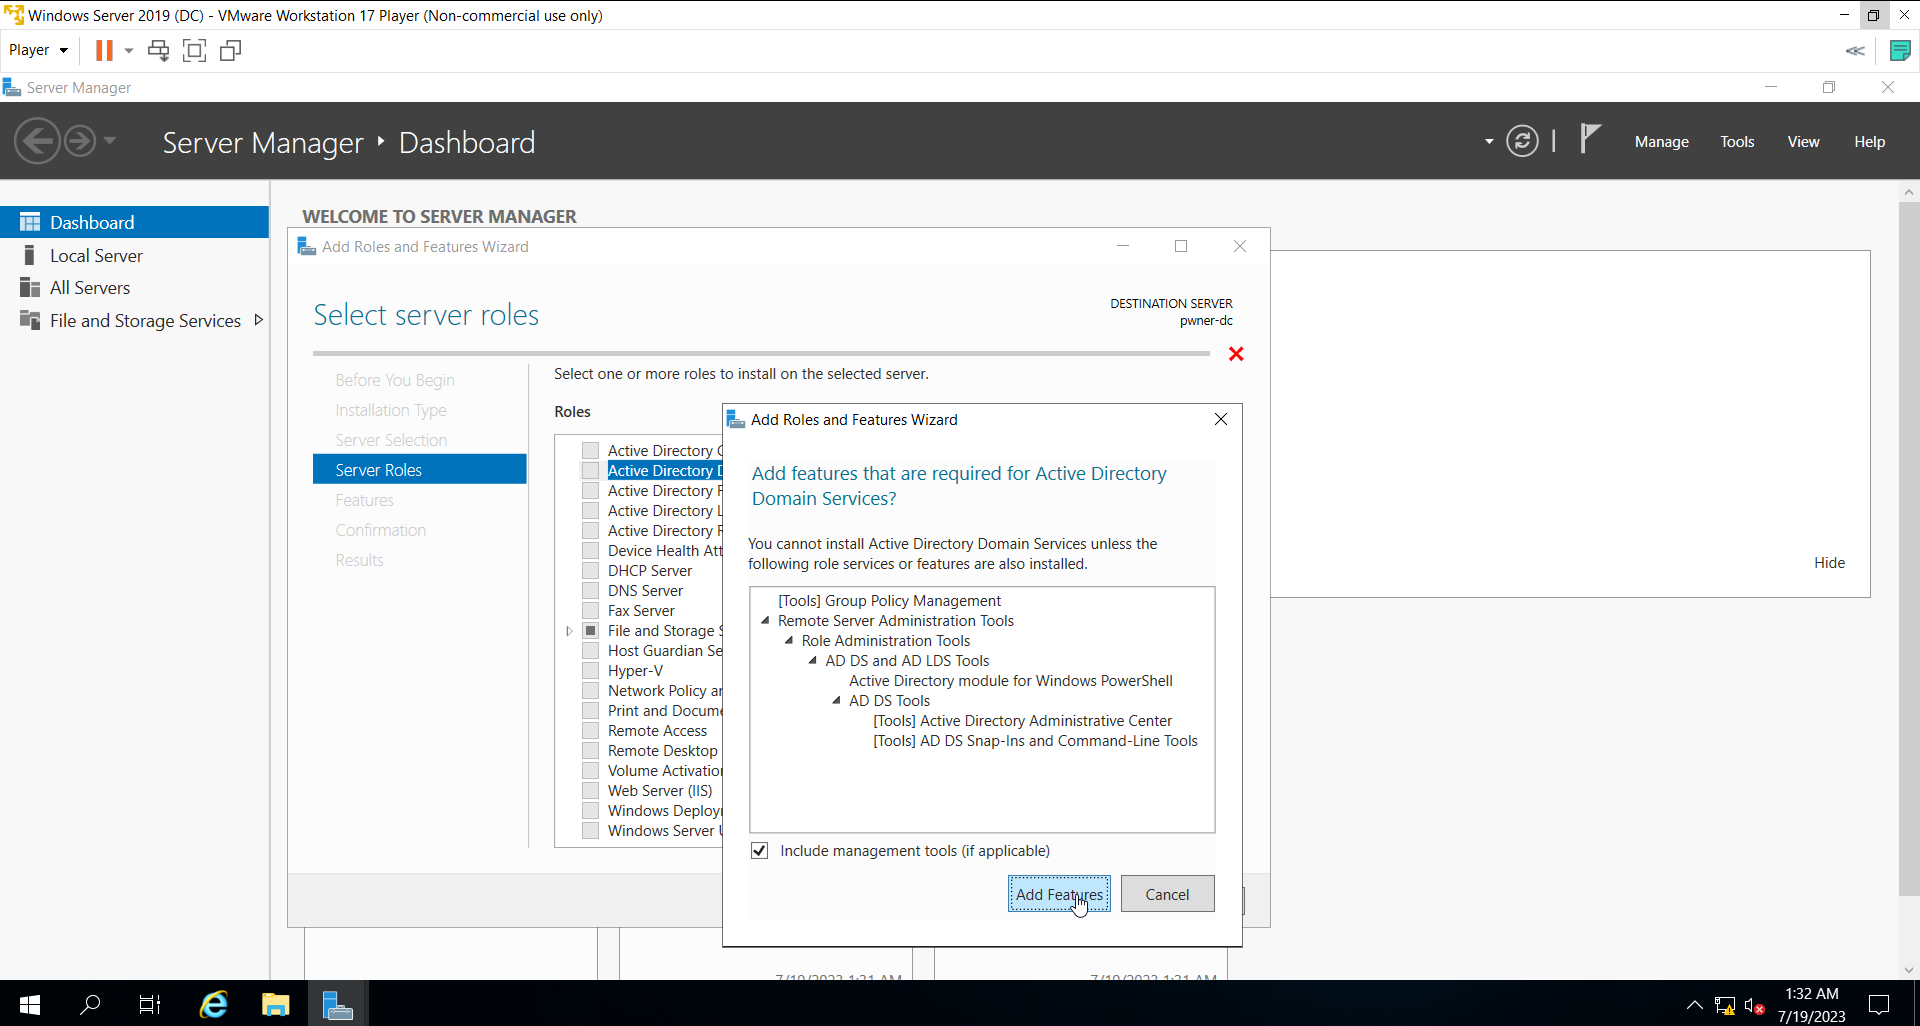 Windows Server 2019 (DC) - VMware Workstation 17 Player (Non-commercial use only)
Player
Server Manager
Server Manager Dashboard
Manage Tools View Help
Dashboard
Local Server
All Servers
File and Storage Services
WELCOME TO SERVER MANAGER
Add Roles and Features Wizard
Select server roles
DESTINATION SERVER
pwner-dc
Before You Begin
Installation Type
Server Selection
Server Roles
Features
Confirmation
Results
Select one or more roles to install on the selected server.
Roles
Active Directory
Active Directory
Active Directory
Active Directory
Active Directory
Device Health Att
DHCP Server
DNS Server
Fax Server
File and Storage
Host Guardian Se
Hyper-V
Network Policy
Print and Docume
Remote Access
Remote Desktop
Volume Activation
Web Server (IIS)
Windows Deploy
Windows Server
Add Roles and Features Wizard
Add features that are required for Active Directory
Domain Services?
You cannot install Active Directory Domain Services unless the
following role services or features are also installed.
[Tools] Group Policy Management
Remote Server Administration Tools
Role Administration Tools
AD DS and AD LDS Tools
Active Directory module for Windows PowerShell
AD DS Tools
[Tools] Active Directory Administrative Center
[Tools] AD DS Snap-Ins and Command-Line Tools
Include management tools (if applicable)
Add Features
Cancel
Hide
7/19/2023 1:31 AM
7/19/2023 1:31 AM
1:32 AM
7/19/2023